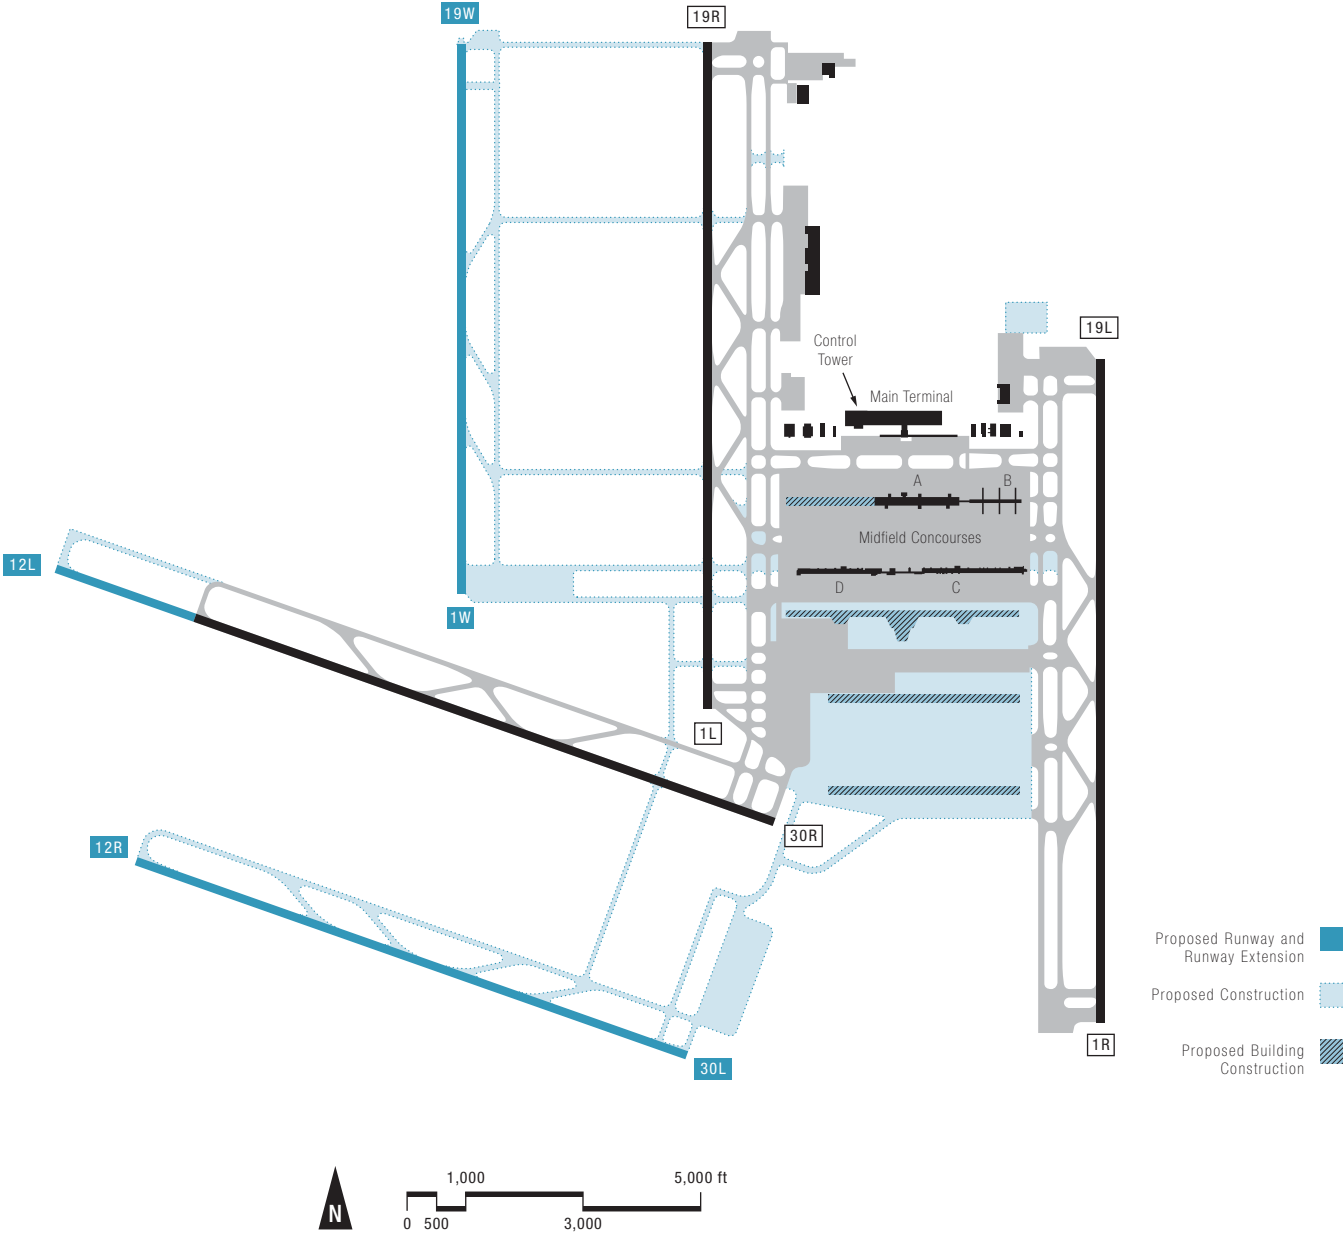 19W
19R
19L
Control
Tower
Main Terminal
A
B
Midfield Concourses
12L
D
C
1W
1L
30R
12R
Proposed Runway and
Runway Extension
Proposed Construction
1R
Proposed Building
Construction
30L
1,000
5,000 ft
N
0
500
3,000